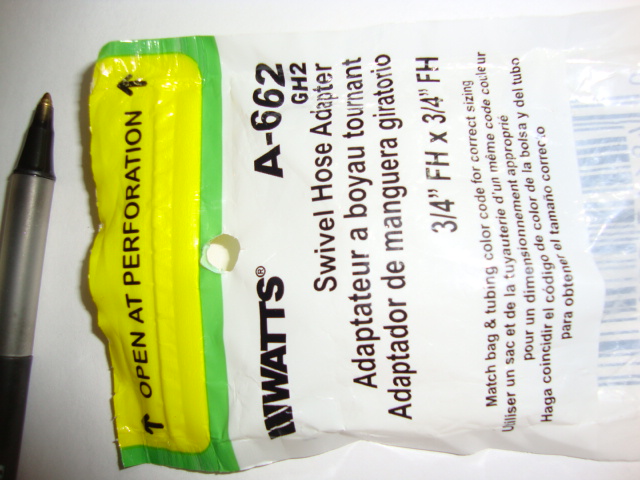 OPEN AT PERFORATION
WATTS® A-662
GH2
Swivel Hose Adapter
Adaptateur a boyau tournant
Adaptador de manguera giratorio
3/4" FH x 3/4" FH
Match bag & tubing color code for correct sizing
Utiliser un sac et de la tuyauterie d'un même code couleur
pour un dimensionnement approprié
Haga coincidir el código de color de la bolsa y del tubo
para obtener el tamaño correcto